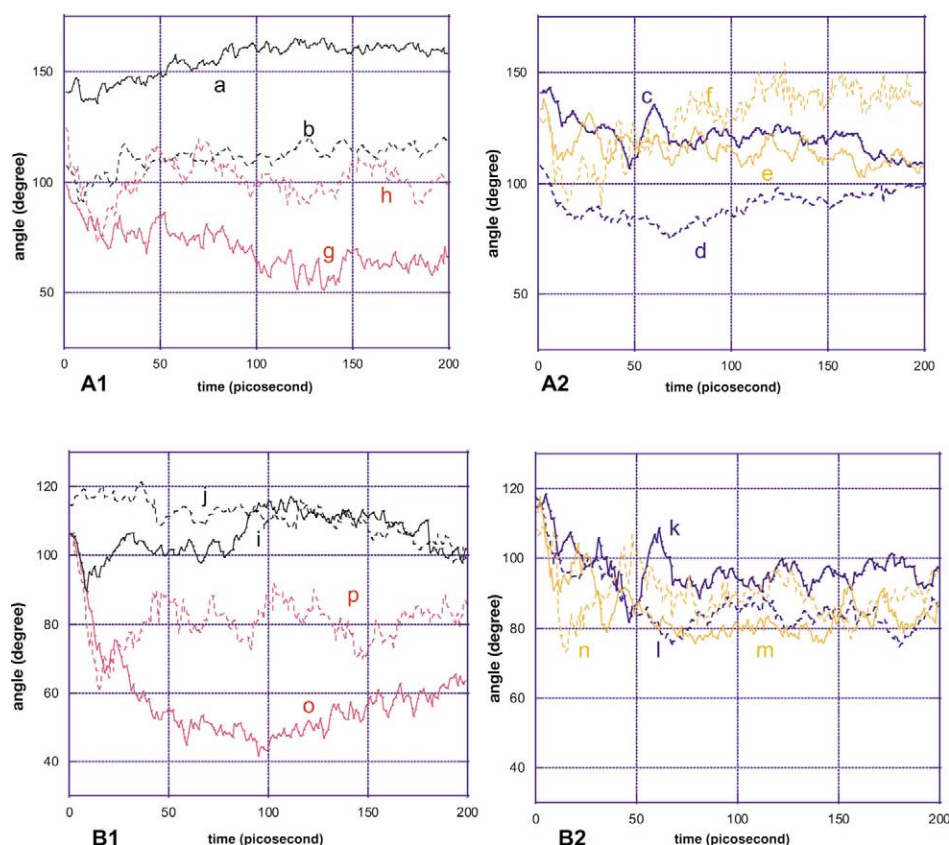 angle (degree)
150
100
50
a
b
h
g
0
50
100
150
200
A1
time (picosecond)
angle (degree)
150
100
50
c
f
e
d
0
50
100
150
200
A2
time (picosecond)
angle (degree)
120
100
80
60
40
j
i
p
o
0
50
100
150
200
B1
time (picosecond)
angle (degree)
120
100
80
60
40
k
n
l
m
0
50
100
150
200
B2
time (picosecond)